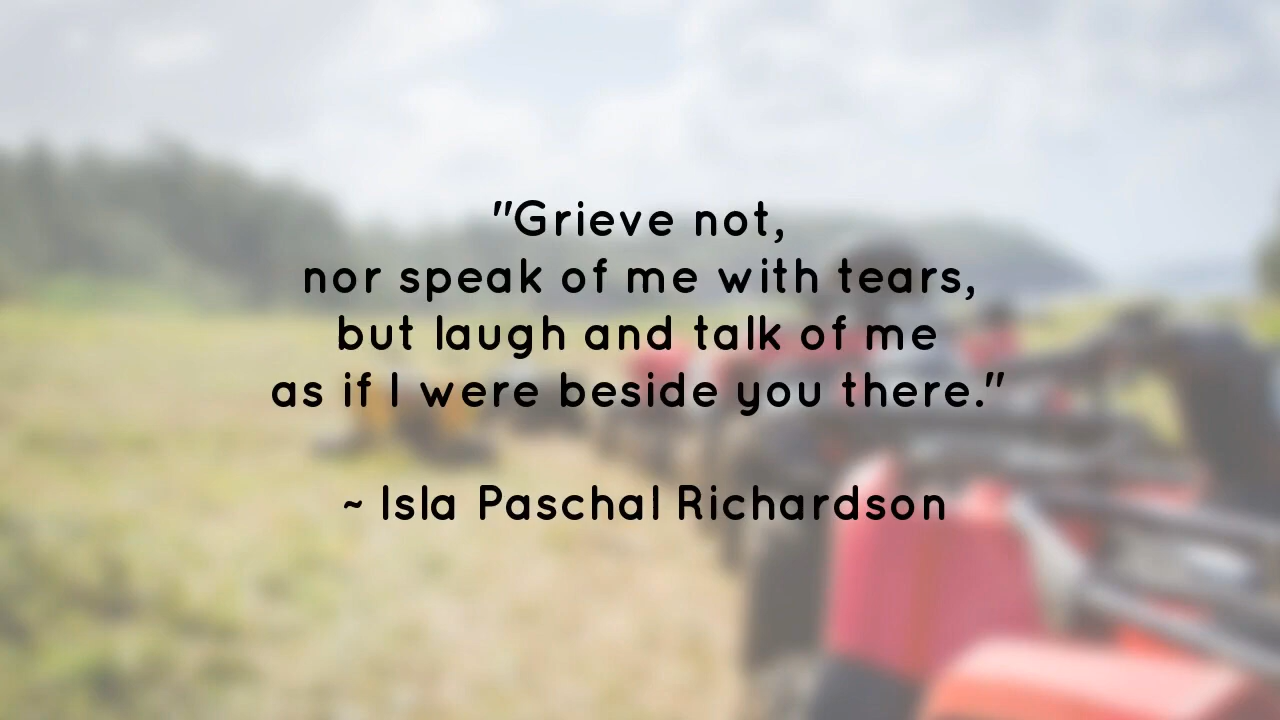 "Grieve not,
nor speak of me with tears,
but laugh and talk of me
as if I were beside you there."
~ Isla Paschal Richardson